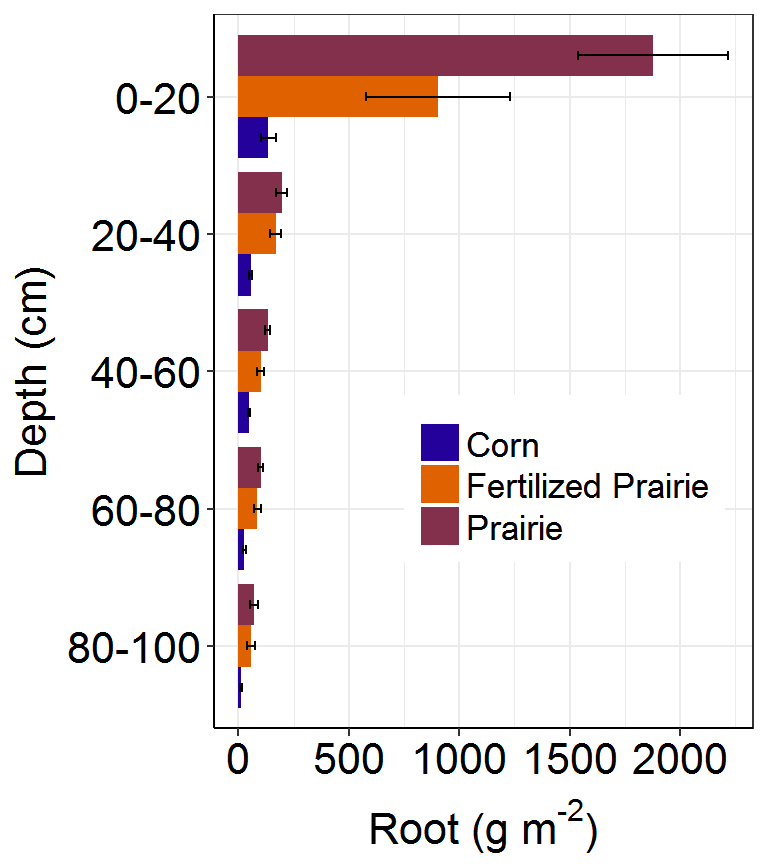 0-20
20-40
40-60
60-80
80-100
Depth (cm)
Corn
Fertilized Prairie
Prairie
0 500 1000 1500 2000
Root (g m⁻²)